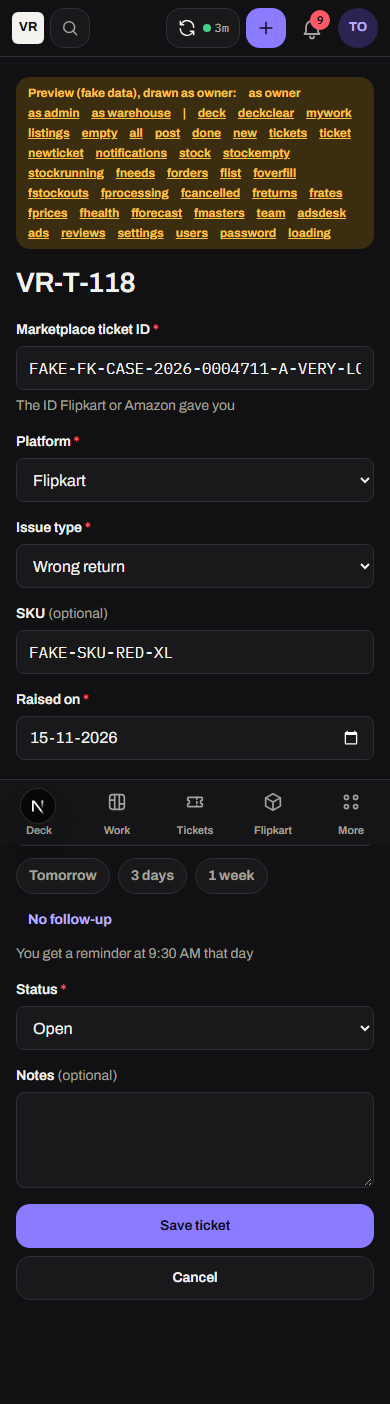 VR
3m
9
TO
Preview (fake data), drawn as owner: as owner
as admin as warehouse | deck deckclear mywork
listings empty all post done new tickets ticket
newticket notifications stock stockempty
stockrunning fneeds forders flist foverfill
fstockouts fprocessing fcancelled freturns frates
fprices fhealth fforecast fmasters team adsdesk
ads reviews settings users password loading
VR-T-118
Marketplace ticket ID *
FAKE-FK-CASE-2026-0004711-A-VERY-LO
The ID Flipkart or Amazon gave you
Platform *
Flipkart
Issue type *
Wrong return
SKU (optional)
FAKE-SKU-RED-XL
Raised on *
15-11-2026
N
Deck Work Tickets Flipkart More
Tomorrow 3 days 1 week
No follow-up
You get a reminder at 9:30 AM that day
Status *
Open
Notes (optional)
Save ticket
Cancel